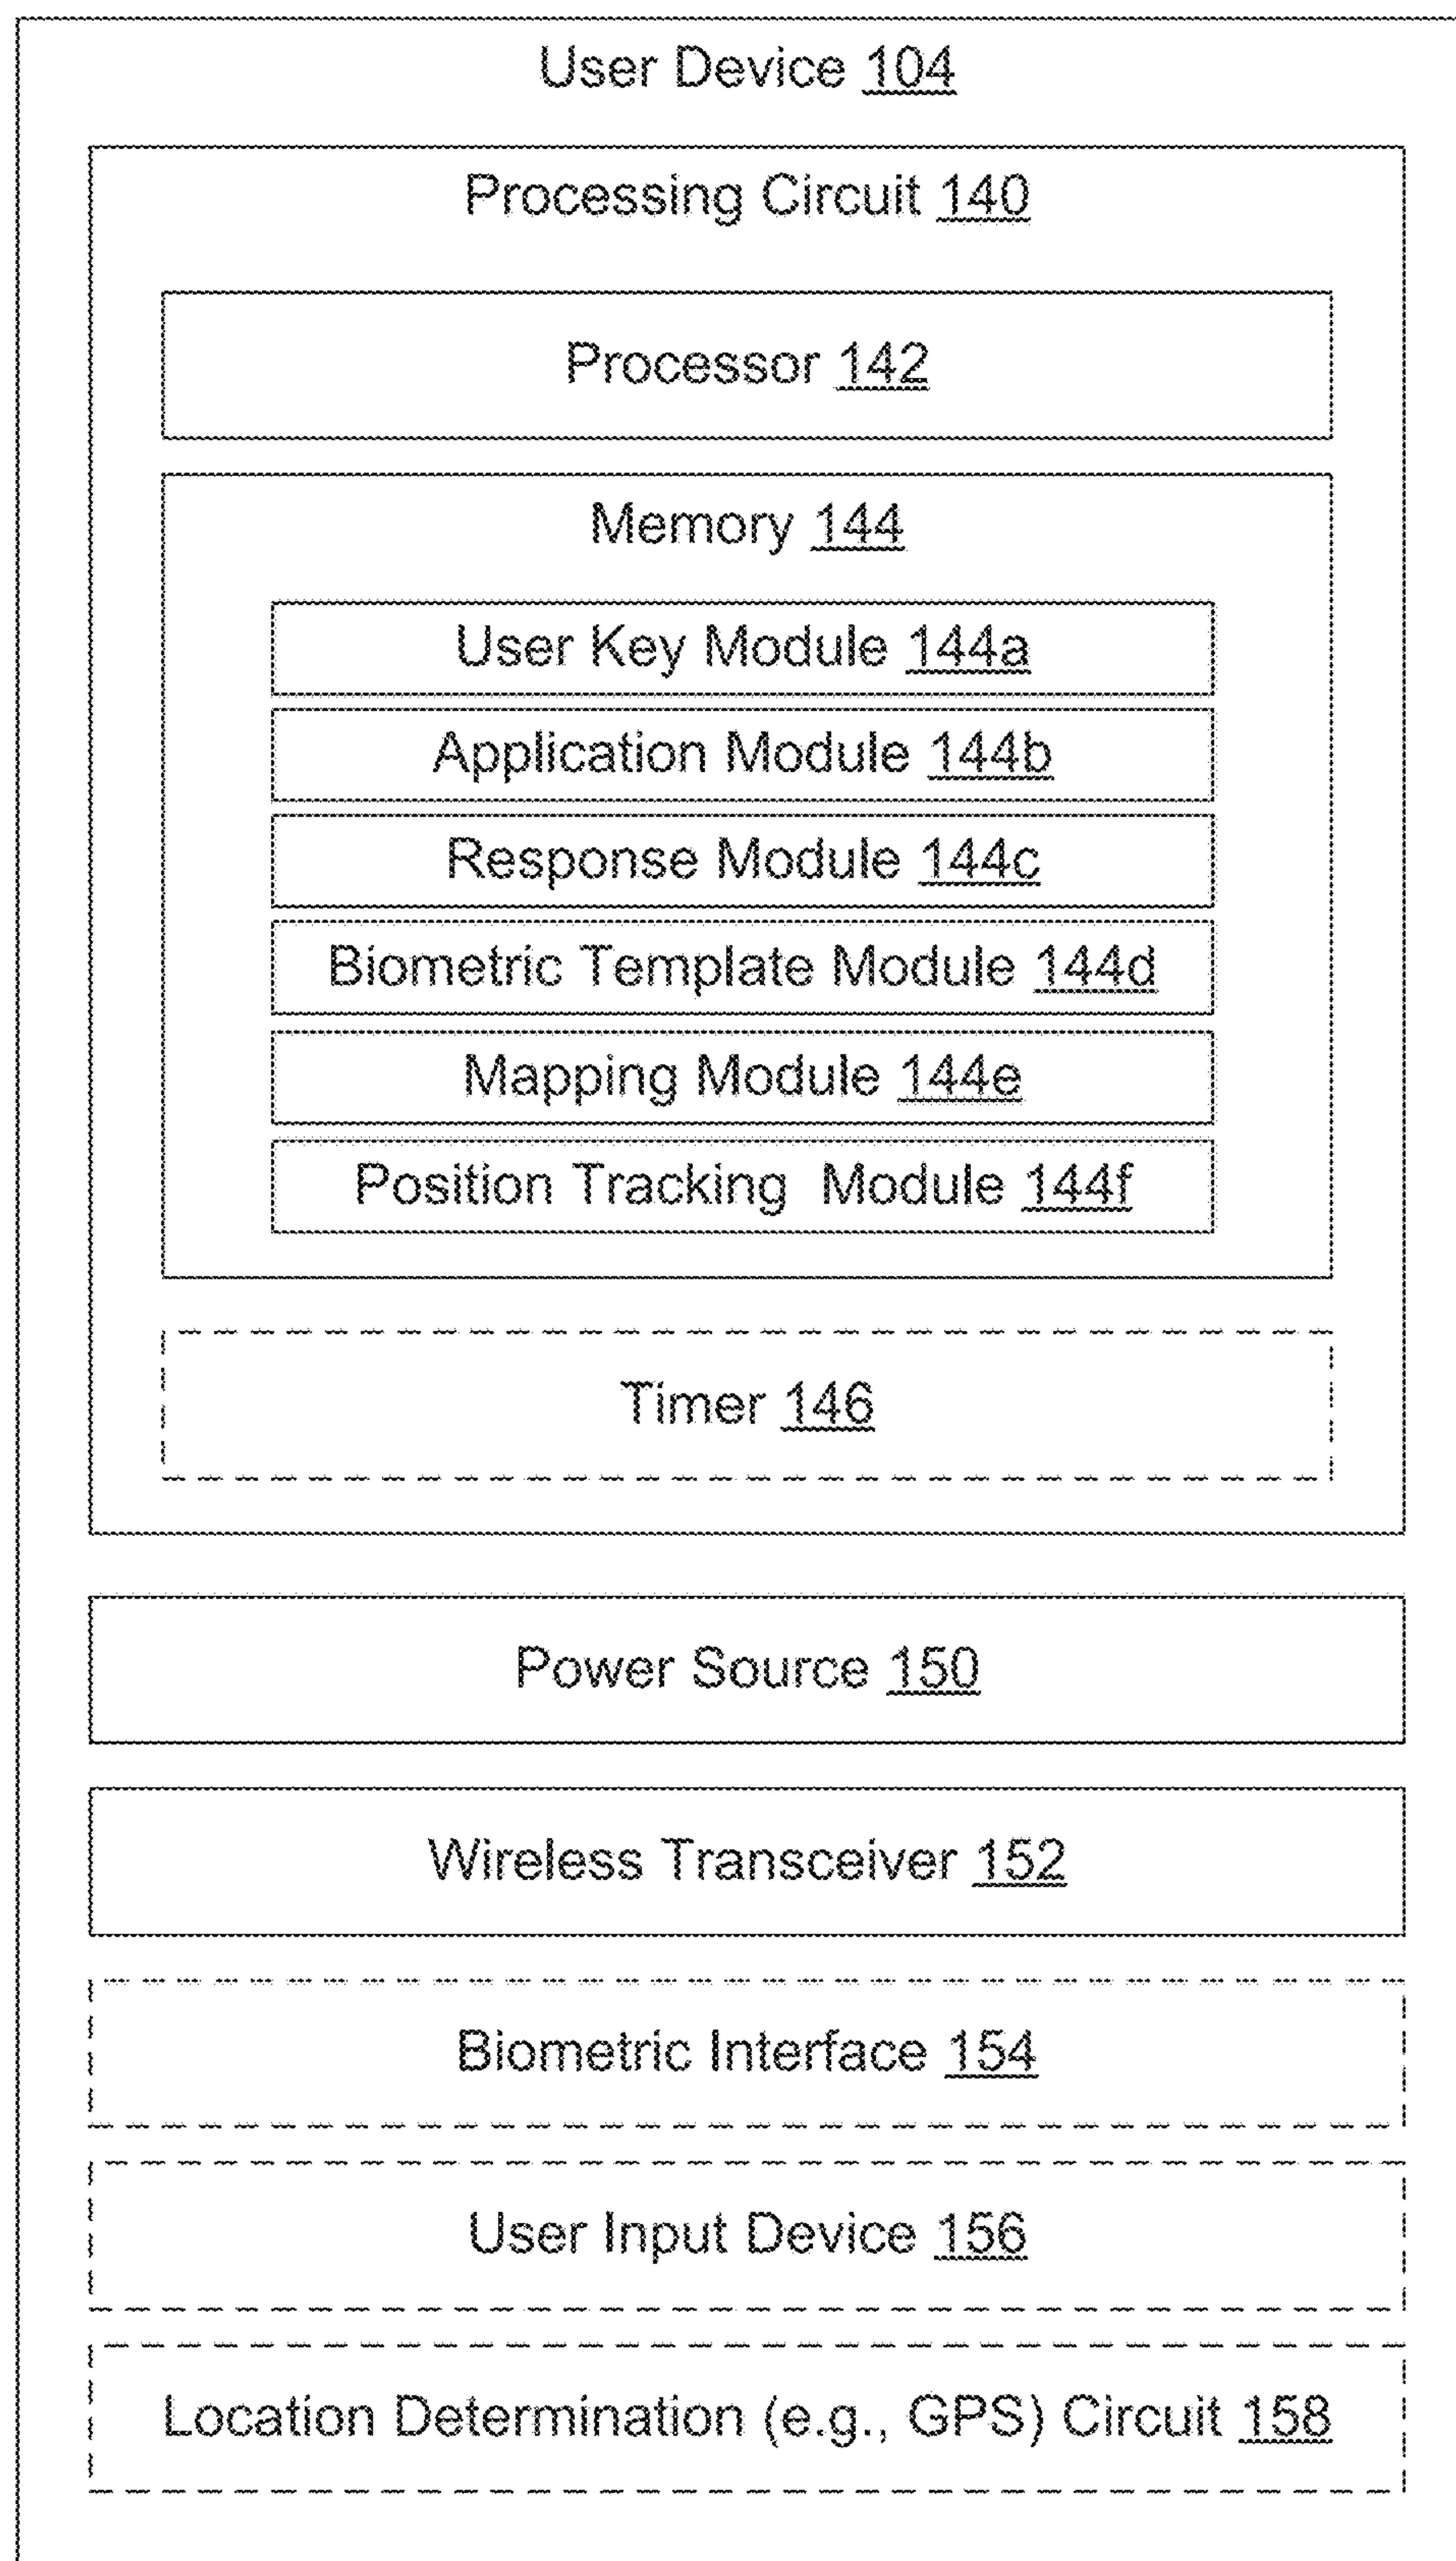 User Device 104
Processing Circuit 140
Processor 142
Memory 144
User Key Module 144a
Application Module 144b
Response Module 144c
Biometric Template Module 144d
Mapping Module 144e
Position Tracking Module 144f
Timer 146
Power Source 150
Wireless Transceiver 152
Biometric Interface 154
User Input Device 156
Location Determination (e.g., GPS) Circuit 158